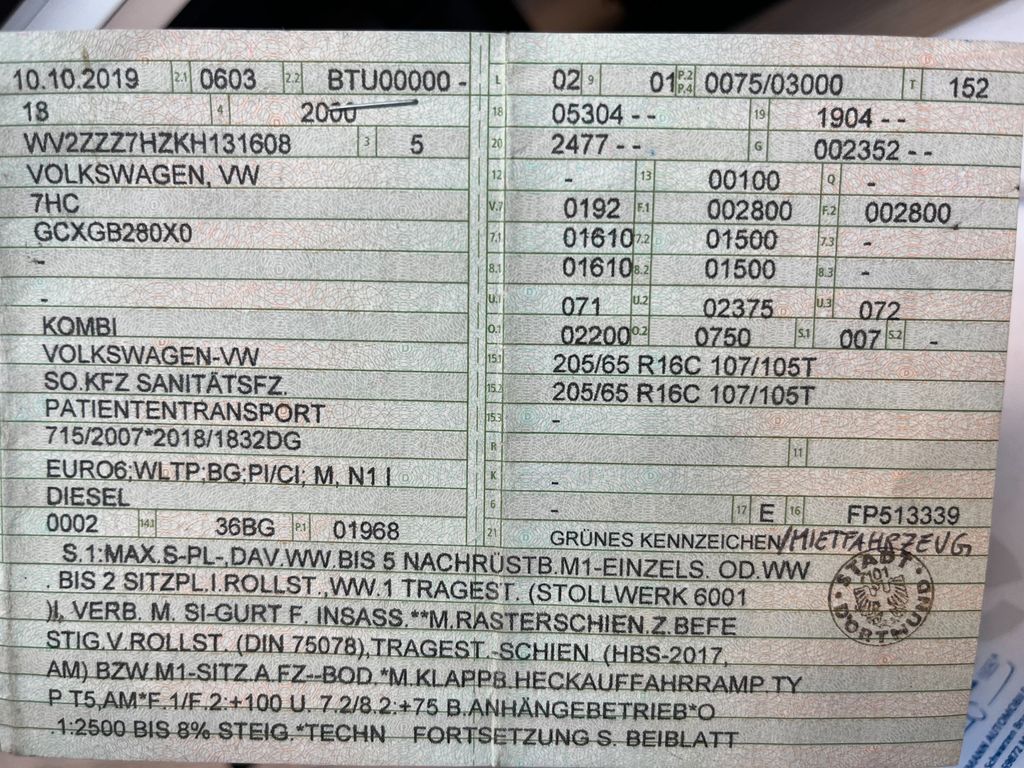 10.10.2019 2.1 0603 2.2 BTU00000 -
18 4 2000
WV2ZZZ7HZKH131608 3 5
VOLKSWAGEN, VW
7HC
GCXGB280X0
-
-
KOMBI
VOLKSWAGEN-VW
SO.KFZ SANITÄTSFZ.
PATIENTENTRANSPORT
715/2007*2018/1832DG
EURO6;WLTP;BG;PI/CI; M, N1 I
DIESEL
0002 14.1 36BG P.1 01968
L 02 9 01 P.2 P.4 0075/03000 T 152
18 05304 - - 19 1904 - -
20 2477 - - G 002352 - -
12 - 13 00100 Q -
V.7 0192 F.1 002800 F.2 002800
7.1 01610 7.2 01500 7.3 -
8.1 01610 8.2 01500 8.3 -
U.1 071 U.2 02375 U.3 072
O.1 02200 O.2 0750 S.1 007 S.2 -
15.1 205/65 R16C 107/105T
15.2 205/65 R16C 107/105T
15.3 -
R 11
K -
6 - 17 E 16 FP513339
21 GRÜNES KENNZEICHEN/MIETFAHRZEUG
S.1:MAX.S-PL-,DAV.WW.BIS 5 NACHRÜSTB.M1-EINZELS. OD.WW
. BIS 2 SITZPL.I.ROLLST.,WW.1 TRAGEST. (STOLLWERK 6001
)I, VERB. M. SI-GURT F. INSASS.**M.RASTERSCHIEN.Z.BEFE
STIG.V.ROLLST. (DIN 75078),TRAGEST.-SCHIEN. (HBS-2017,
AM) BZW.M1-SITZ.A.FZ--BOD.*M.KLAPPB.HECKAUFFAHRRAMP.TY
P T5,AM*F.1/F.2:+100 U. 7.2/8.2:+75 B.ANHÄNGEBETRIEB*O
.1:2500 BIS 8% STEIG.*TECHN FORTSETZUNG S. BEIBLATT
STADT DORTMUND